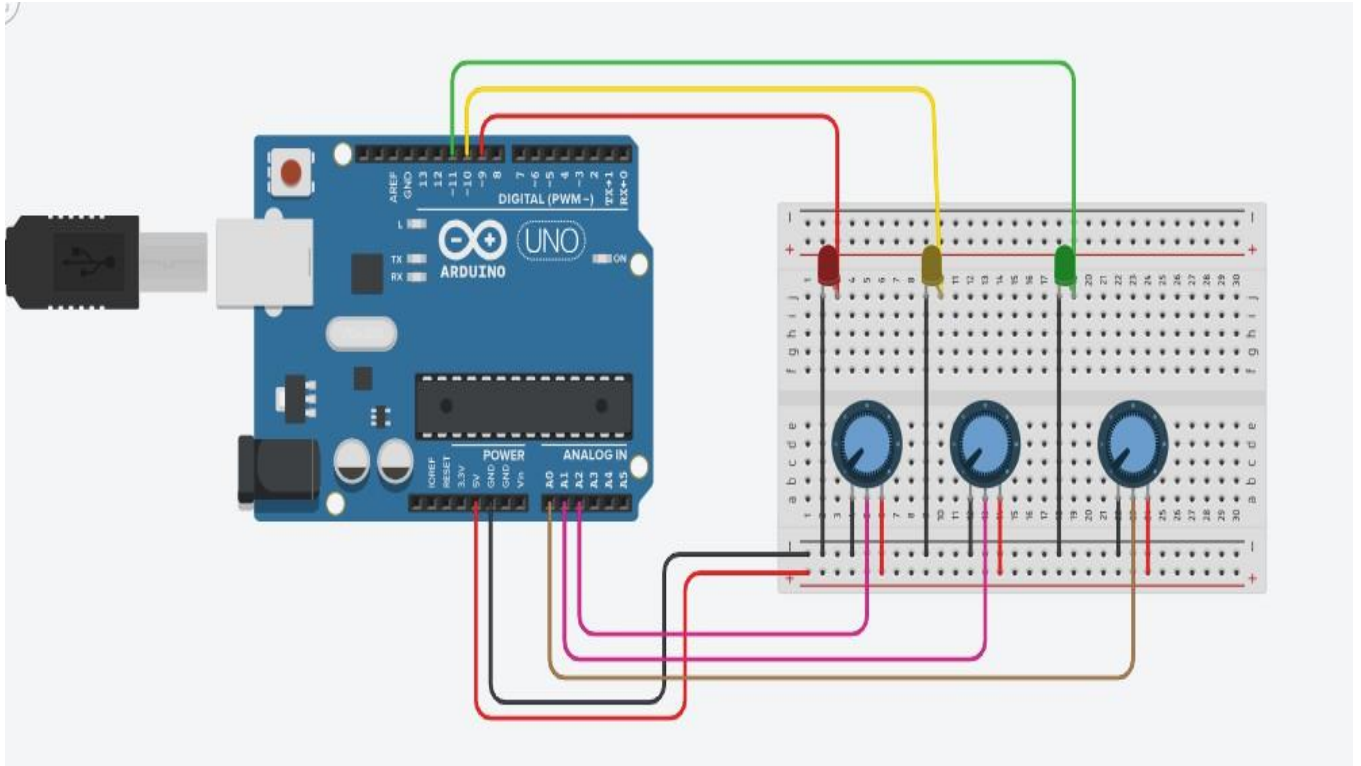 AREF
GND
13
12
~11
~10
~9
8
7
~6
~5
4
~3
2
TX→1
RX←0
DIGITAL (PWM~)
L
TX
RX
ARDUINO
UNO
ON
POWER
ANALOG IN
IOREF
RESET
3.3V
5V
GND
GND
Vin
A0
A1
A2
A3
A4
A5
j
i
h
g
f
e
d
c
b
a